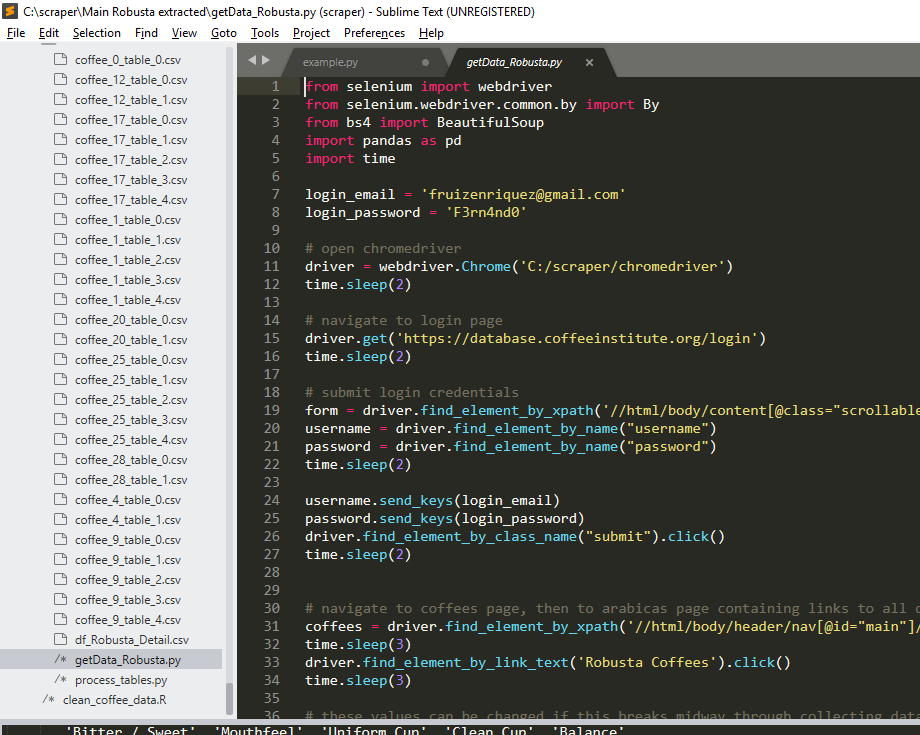 C:\scraper\Main Robusta extracted\getData_Robusta.py (scraper) - Sublime Text (UNREGISTERED)
File Edit Selection Find View Goto Tools Project Preferences Help
coffee_0_table_0.csv
coffee_12_table_0.csv
coffee_12_table_1.csv
coffee_17_table_0.csv
coffee_17_table_1.csv
coffee_17_table_2.csv
coffee_17_table_3.csv
coffee_17_table_4.csv
coffee_1_table_0.csv
coffee_1_table_1.csv
coffee_1_table_2.csv
coffee_1_table_3.csv
coffee_1_table_4.csv
coffee_20_table_0.csv
coffee_20_table_1.csv
coffee_25_table_0.csv
coffee_25_table_1.csv
coffee_25_table_2.csv
coffee_25_table_3.csv
coffee_25_table_4.csv
coffee_28_table_0.csv
coffee_28_table_1.csv
coffee_4_table_0.csv
coffee_4_table_1.csv
coffee_9_table_0.csv
coffee_9_table_1.csv
coffee_9_table_2.csv
coffee_9_table_3.csv
coffee_9_table_4.csv
df_Robusta_Detail.csv
/* getData_Robusta.py
/* process_tables.py
/* clean_coffee_data.R
example.py getData_Robusta.py
1 from selenium import webdriver
2 from selenium.webdriver.common.by import By
3 from bs4 import BeautifulSoup
4 import pandas as pd
5 import time
6
7 login_email = 'fruizenriquez@gmail.com'
8 login_password = 'F3rn4nd0'
9
10 # open chromedriver
11 driver = webdriver.Chrome('C:/scraper/chromedriver')
12 time.sleep(2)
13
14 # navigate to login page
15 driver.get('https://database.coffeeinstitute.org/login')
16 time.sleep(2)
17
18 # submit login credentials
19 form = driver.find_element_by_xpath('//html/body/content[@class="scrollable
20 username = driver.find_element_by_name("username")
21 password = driver.find_element_by_name("password")
22 time.sleep(2)
23
24 username.send_keys(login_email)
25 password.send_keys(login_password)
26 driver.find_element_by_class_name("submit").click()
27 time.sleep(2)
28
29
30 # navigate to coffees page, then to arabicas page containing links to all
31 coffees = driver.find_element_by_xpath('//html/body/header/nav[@id="main"]/
32 time.sleep(3)
33 driver.find_element_by_link_text('Robusta Coffees').click()
34 time.sleep(3)
35
36 # these values can be changed if this breaks midway through collecting data
'Bitter / Sweet' 'Mouthfeel' 'Uniform Cup' 'Clean Cup' 'Balance'